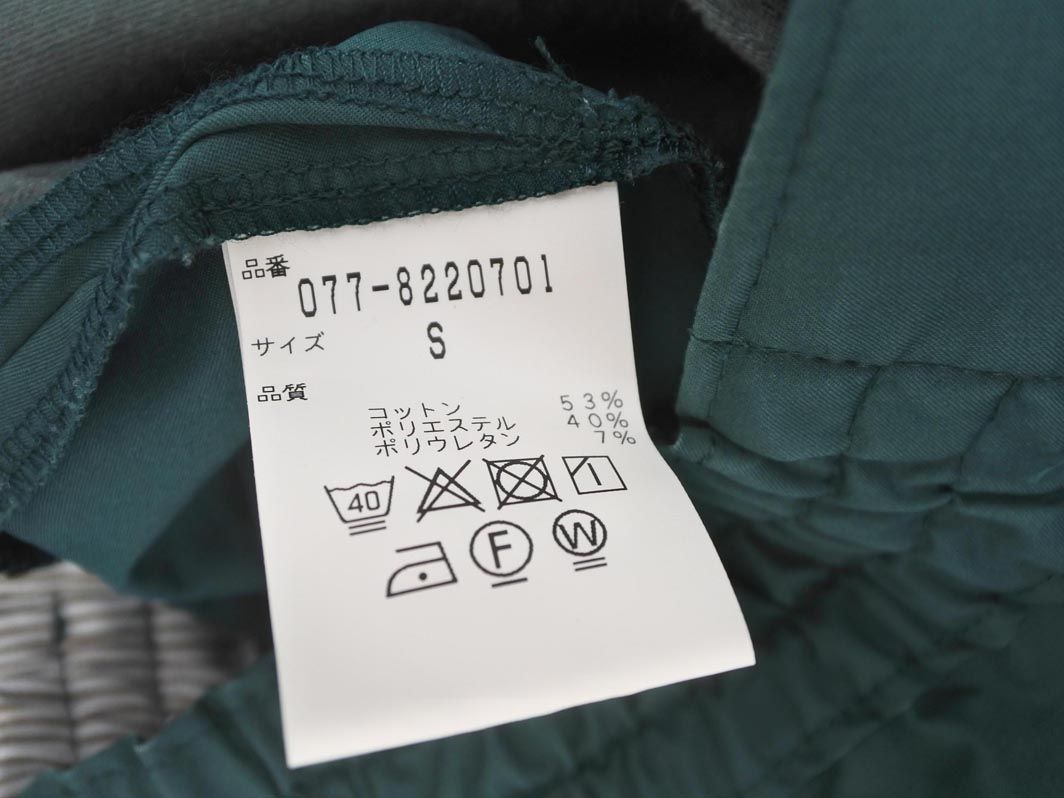 品番 077-8220701
サイズ S
品質
コットン 53%
ポリエステル 40%
ポリウレタン 7%
40
F W